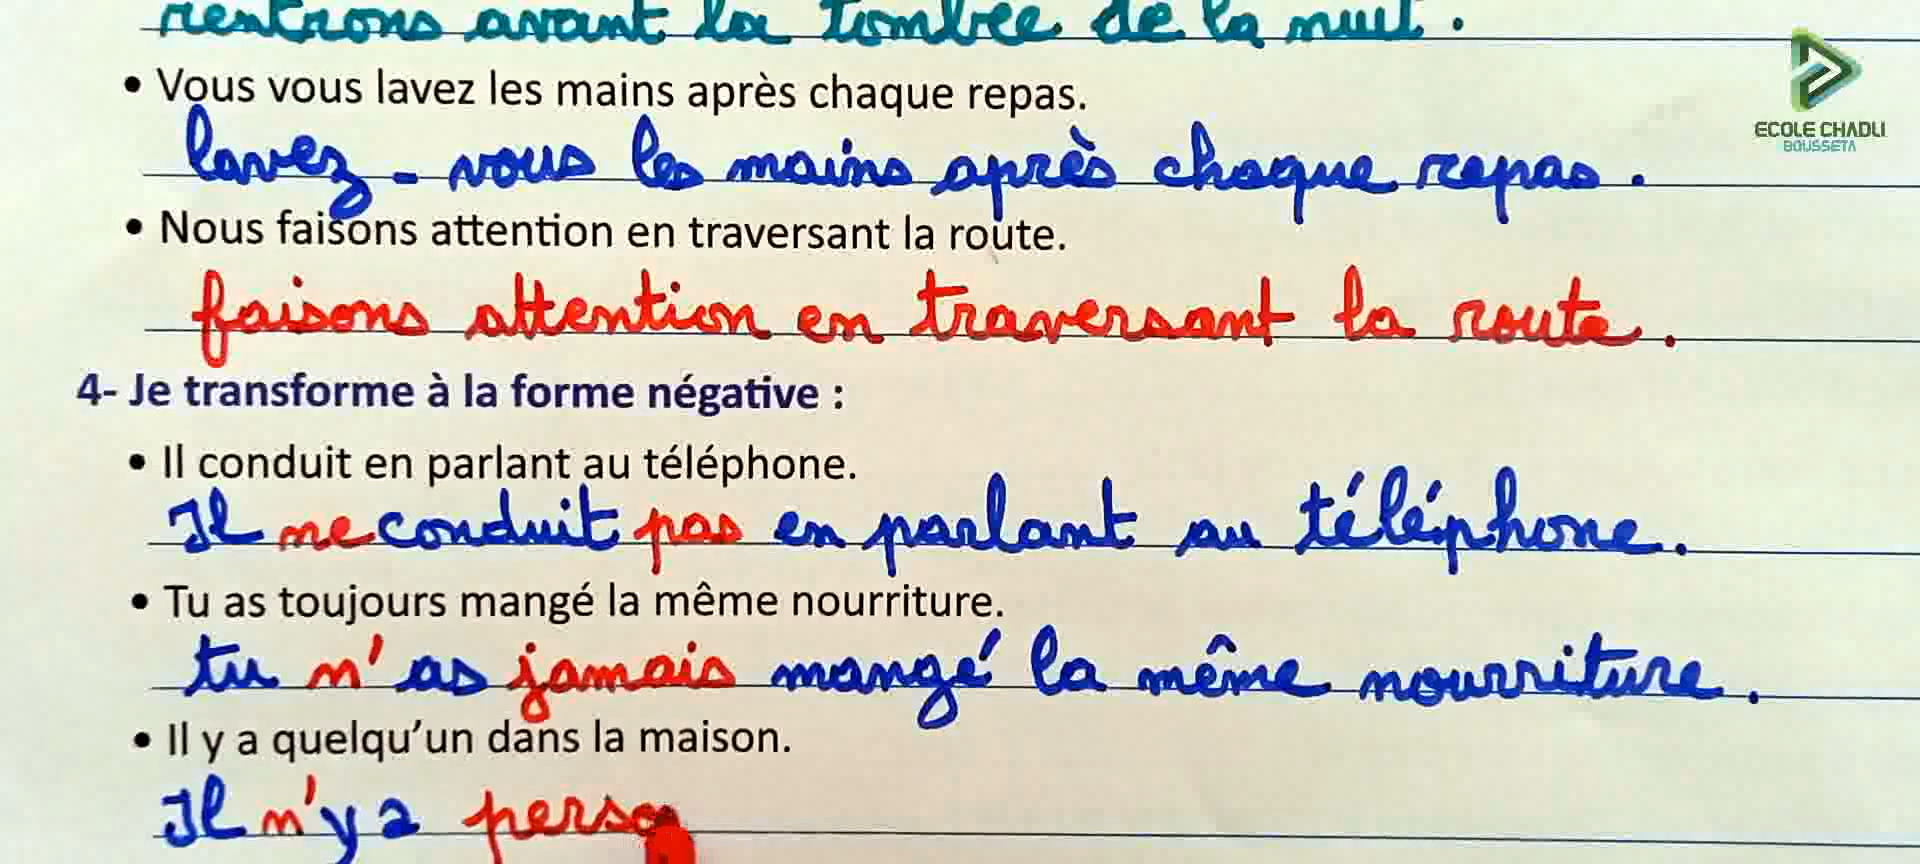 rentrons avant la tombée de la nuit.
• Vous vous lavez les mains après chaque repas.
lavez - vous les mains après chaque repas.
• Nous faisons attention en traversant la route.
faisons attention en traversant la route.
4- Je transforme à la forme négative :
• Il conduit en parlant au téléphone.
Il ne conduit pas en parlant au téléphone.
• Tu as toujours mangé la même nourriture.
tu n'as jamais mangé la même nourriture.
• Il y a quelqu'un dans la maison.
Il n'y a perso
ECOLE CHADLI
BOUSSETA